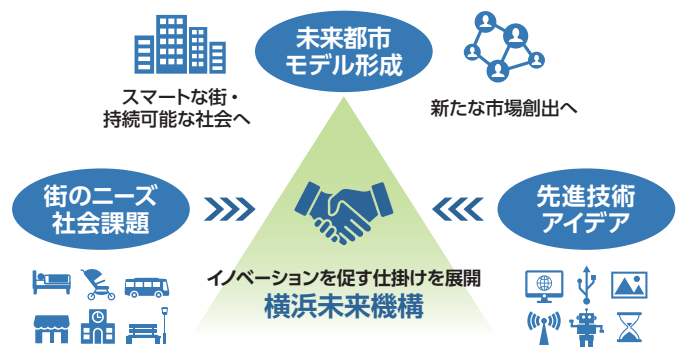 未来都市
モデル形成
スマートな街・
持続可能な社会へ
新たな市場創出へ
街のニーズ
社会課題
先進技術
アイデア
イノベーションを促す仕掛けを展開
横浜未来機構